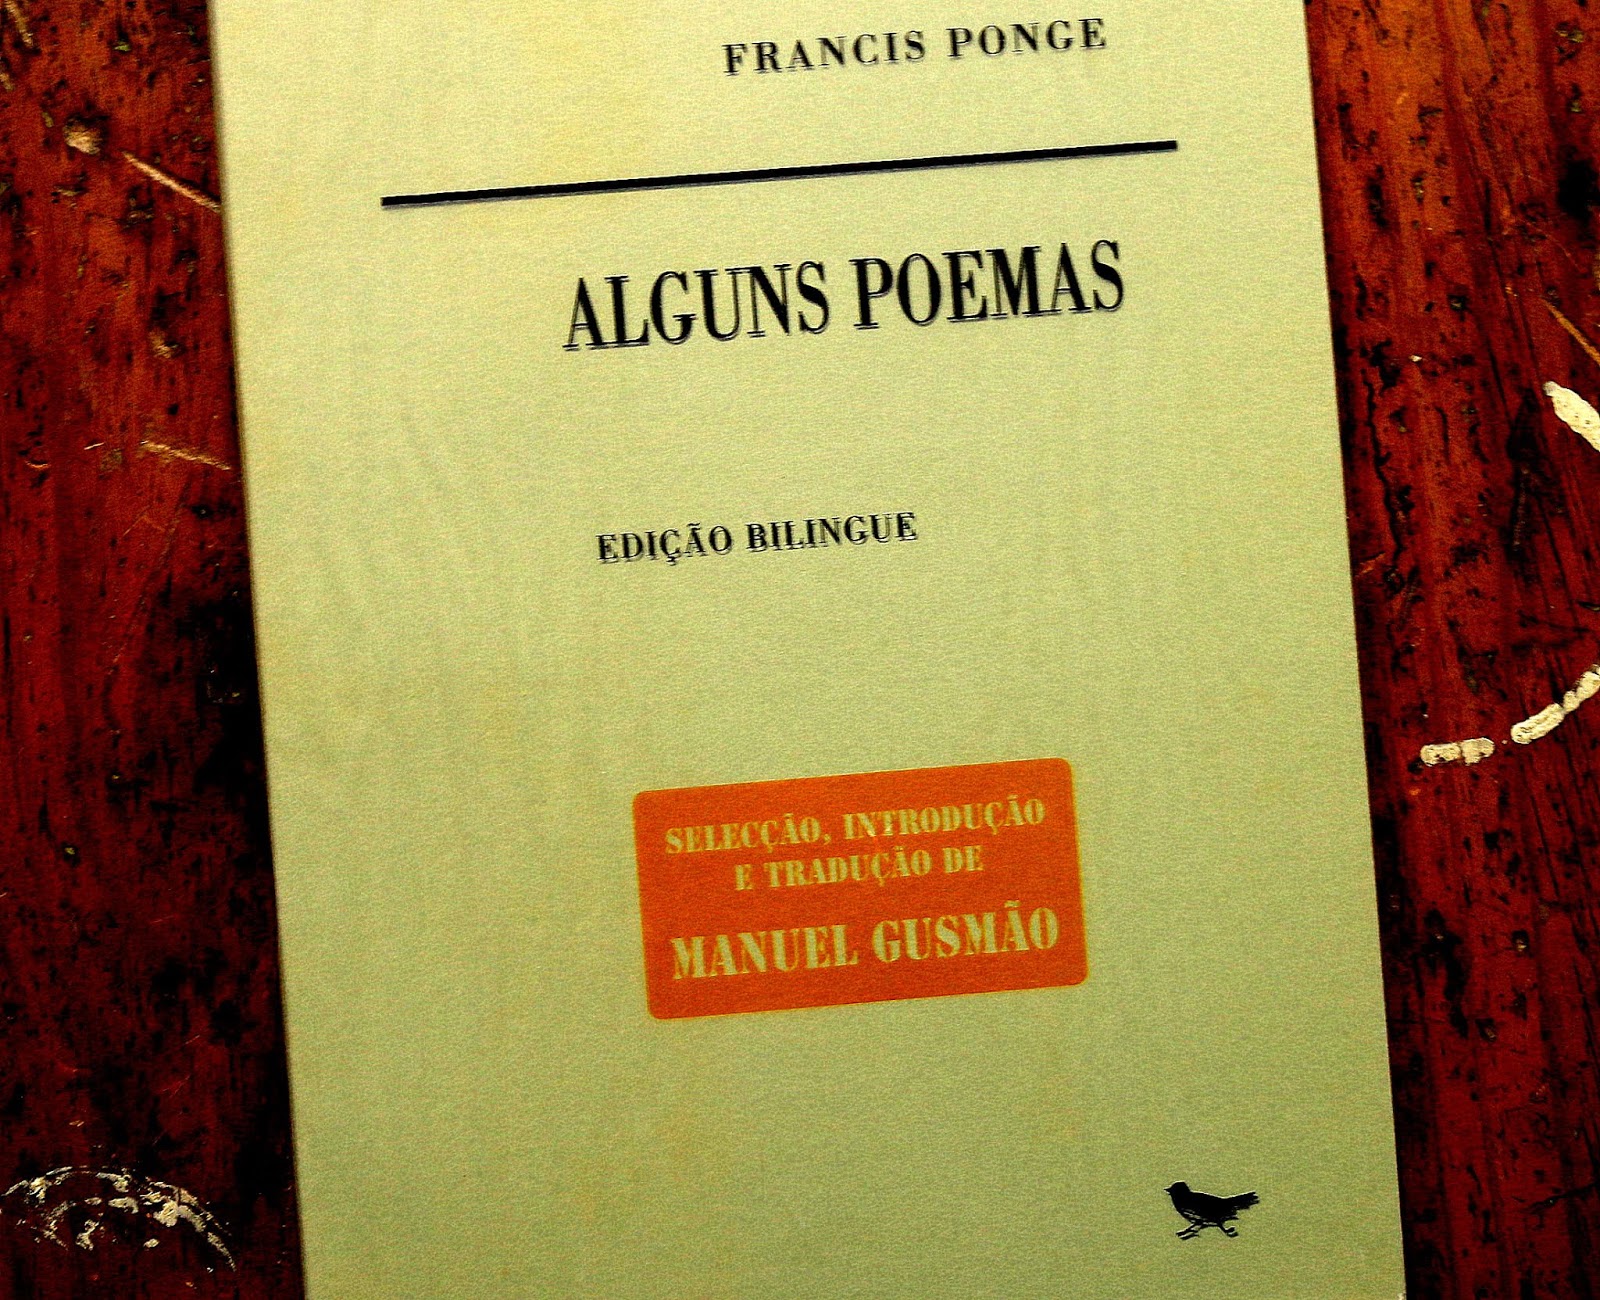 FRANCIS PONGE
ALGUNS POEMAS
EDIÇÃO BILINGUE
SELECÇÃO, INTRODUÇÃO
E TRADUÇÃO DE
MANUEL GUSMÃO